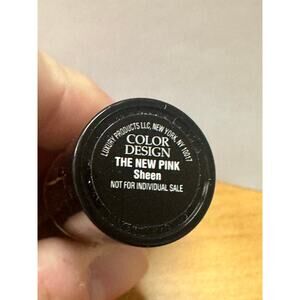 LUXURY PRODUCTS LLC, NEW YORK, NY 10017
COLOR
DESIGN
THE NEW PINK
Sheen
NOT FOR INDIVIDUAL SALE